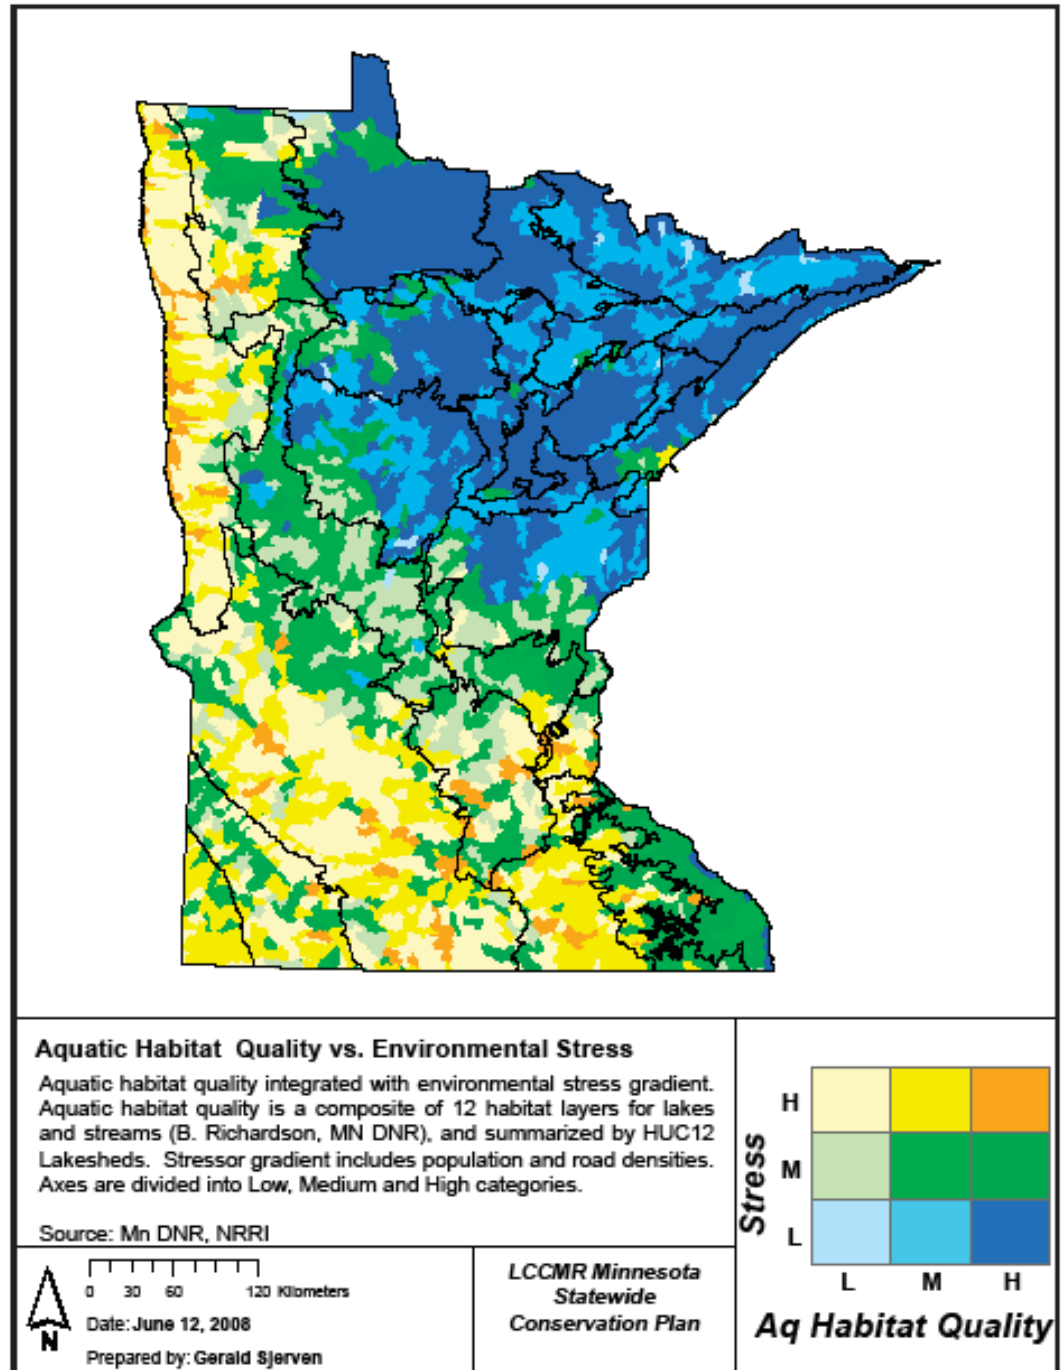 Aquatic Habitat Quality vs. Environmental Stress
Aquatic habitat quality integrated with environmental stress gradient.
Aquatic habitat quality is a composite of 12 habitat layers for lakes
and streams (B. Richardson, MN DNR), and summarized by HUC12
Lakesheds. Stressor gradient includes population and road densities.
Axes are divided into Low, Medium and High categories.
Source: Mn DNR, NRRI
0 30 60 120 Kilometers
N
Date: June 12, 2008
Prepared by: Gerald Sjerven
LCCMR Minnesota
Statewide
Conservation Plan
Stress
H
M
L
L M H
Aq Habitat Quality